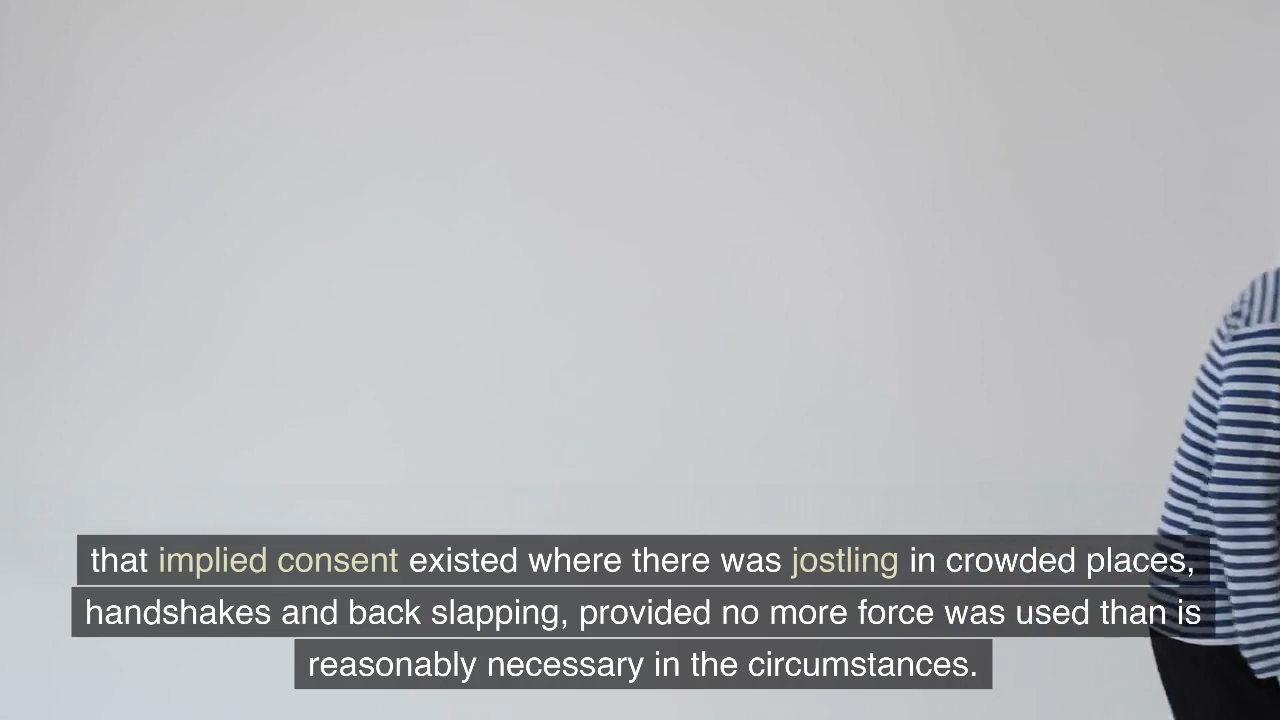 that implied consent existed where there was jostling in crowded places,
handshakes and back slapping, provided no more force was used than is
reasonably necessary in the circumstances.